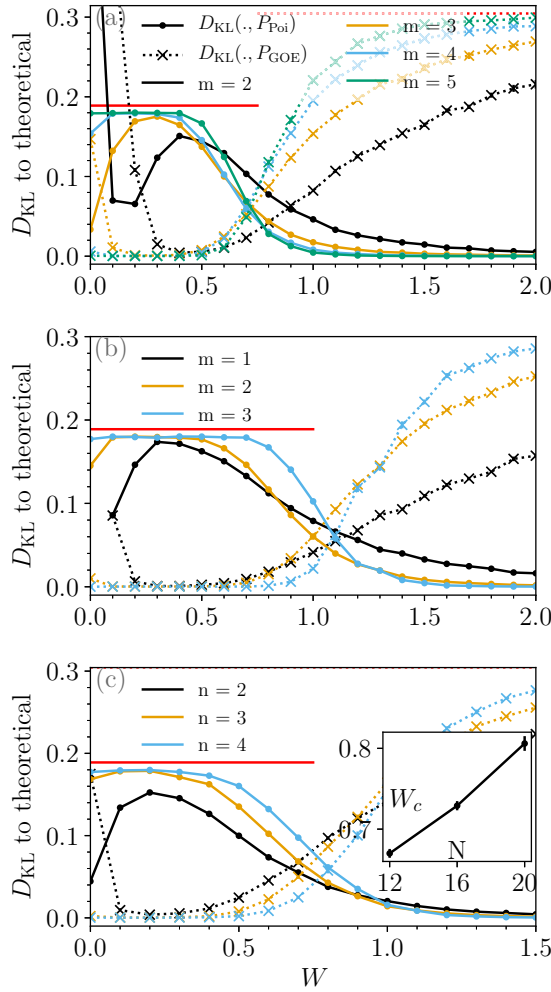 (a)
D_KL(., P_Poi)
D_KL(., P_GOE)
m = 2
m = 3
m = 4
m = 5
D_KL to theoretical
0.3
0.2
0.1
0.0
0.0 0.5 1.0 1.5 2.0
(b)
m = 1
m = 2
m = 3
D_KL to theoretical
0.3
0.2
0.1
0.0
0.0 0.5 1.0 1.5 2.0
(c)
n = 2
n = 3
n = 4
D_KL to theoretical
0.3
0.2
0.1
0.0
0.8
W_c
0.7
N
12 16 20
0.0 0.5 1.0 1.5
W